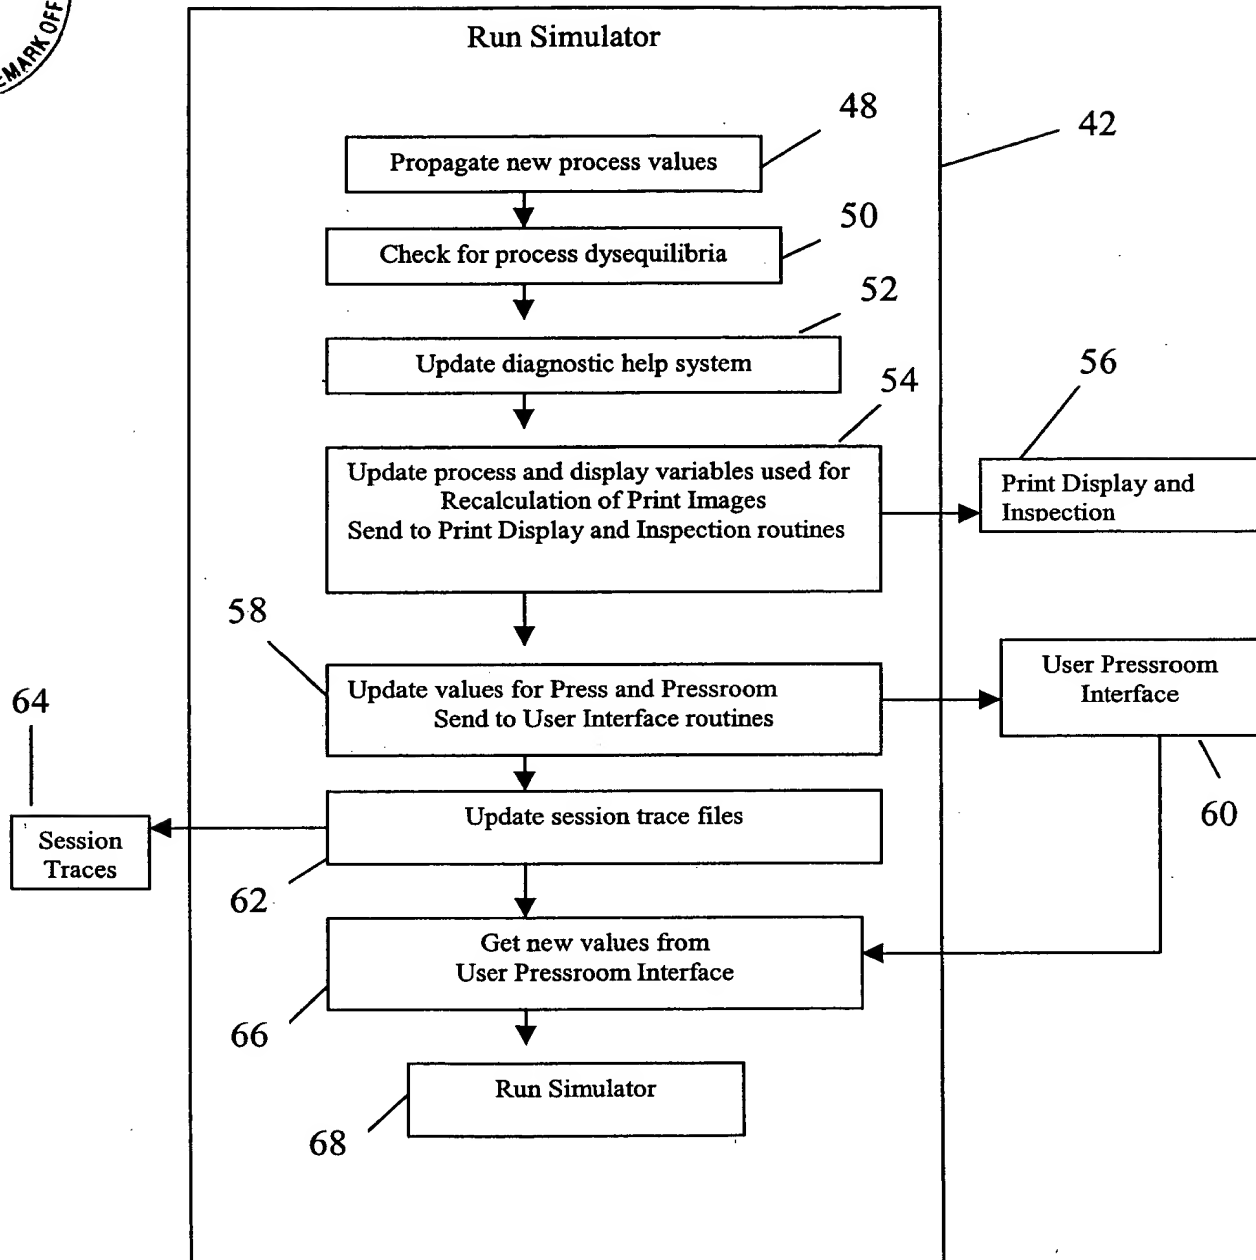 EMARK OFF
Run Simulator
48
42
Propagate new process values
50
Check for process dysequilibria
52
Update diagnostic help system
54
56
Update process and display variables used for
Recalculation of Print Images
Send to Print Display and Inspection routines
Print Display and
Inspection
58
Update values for Press and Pressroom
Send to User Interface routines
User Pressroom
Interface
60
64
Update session trace files
Session
Traces
62
Get new values from
User Pressroom Interface
66
Run Simulator
68